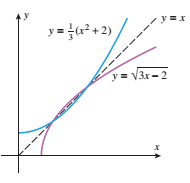 y
y = x
y = 1/3(x² + 2)
y = √3x − 2
x